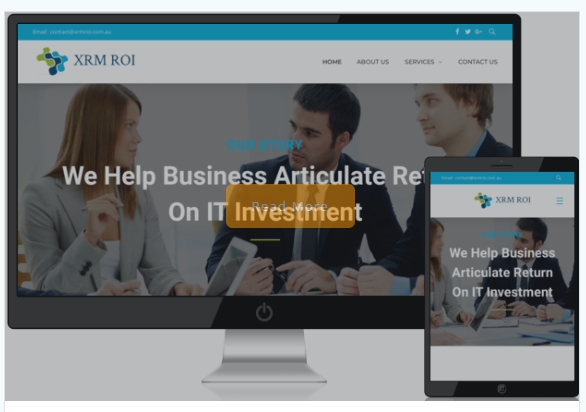 Email: contact@xrmroi.com.au
XRM ROI
HOME ABOUT US SERVICES CONTACT US
OUR STORY
We Help Business Articulate Ret
On IT Investment
Read More
Email: contact@xrmroi.com.au
XRM ROI
OUR STORY
We Help Business
Articulate Return
On IT Investment